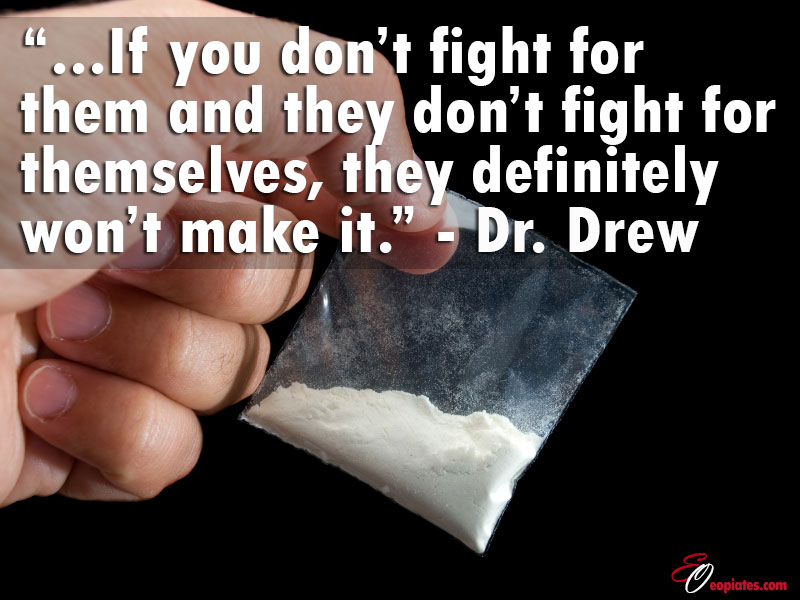 “...If you don’t fight for
them and they don’t fight for
themselves, they definitely
won’t make it.” - Dr. Drew
EO eopiates.com